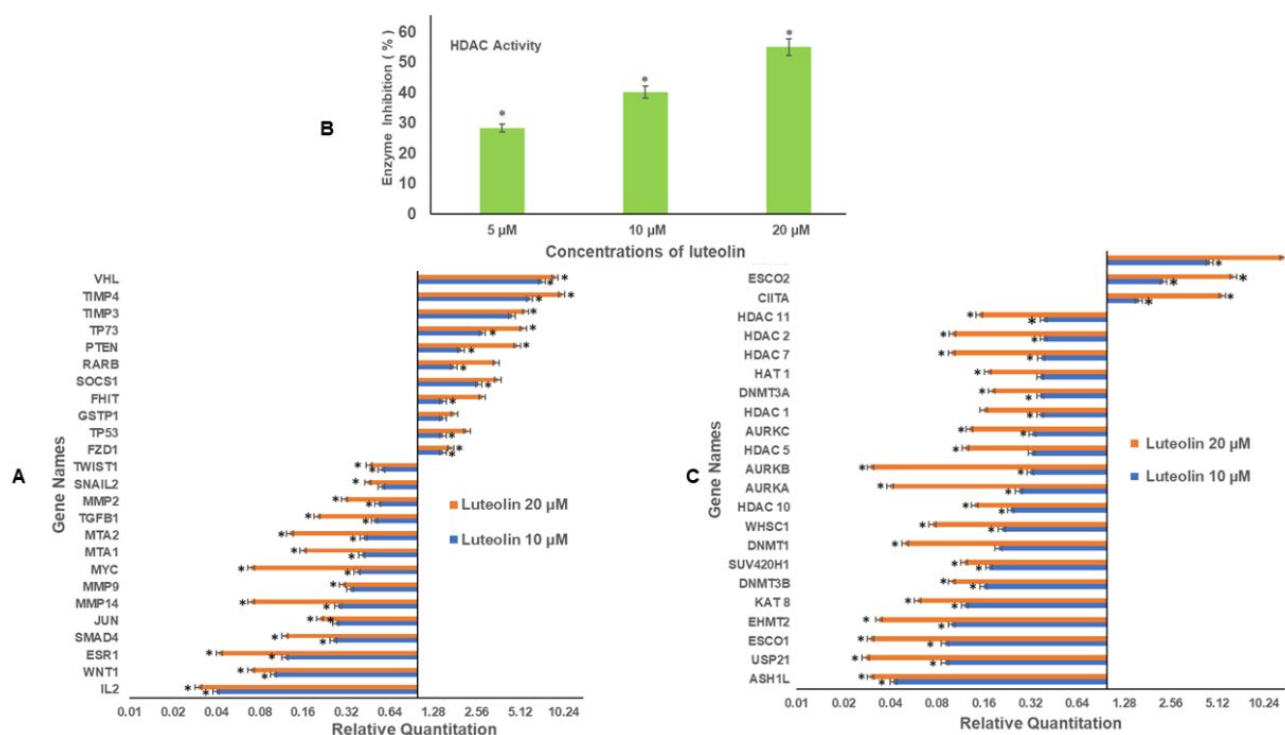 60
50
40
30
20
10
0
Enzyme Inhibition (%)
HDAC Activity
*
*
*
B
5 µM
10 µM
20 µM
Concentrations of luteolin
A
Gene Names
VHL
TIMP4
TIMP3
TP73
PTEN
RARB
SOCS1
FHIT
GSTP1
TP53
FZD1
TWIST1
SNAIL2
MMP2
TGFB1
MTA2
MTA1
MYC
MMP9
MMP14
JUN
SMAD4
ESR1
WNT1
IL2
Luteolin 20 µM
Luteolin 10 µM
0.01 0.02 0.04 0.08 0.16 0.32 0.64 1.28 2.56 5.12 10.24
Relative Quantitation
C
Gene Names
ESCO2
CIITA
HDAC 11
HDAC 2
HDAC 7
HAT 1
DNMT3A
HDAC 1
AURKC
HDAC 5
AURKB
AURKA
HDAC 10
WHSC1
DNMT1
SUV420H1
DNMT3B
KAT 8
EHMT2
ESCO1
USP21
ASH1L
Luteolin 20 µM
Luteolin 10 µM
0.01 0.02 0.04 0.08 0.16 0.32 0.64 1.28 2.56 5.12 10.24
Relative Quantitation